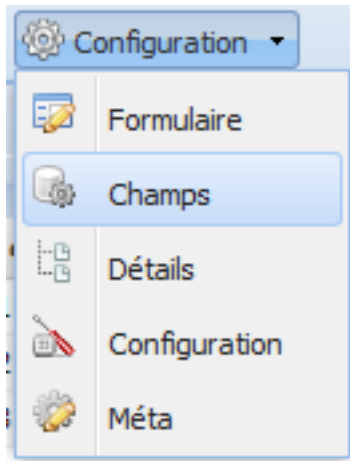 Configuration
Formulaire
Champs
Détails
Configuration
Méta